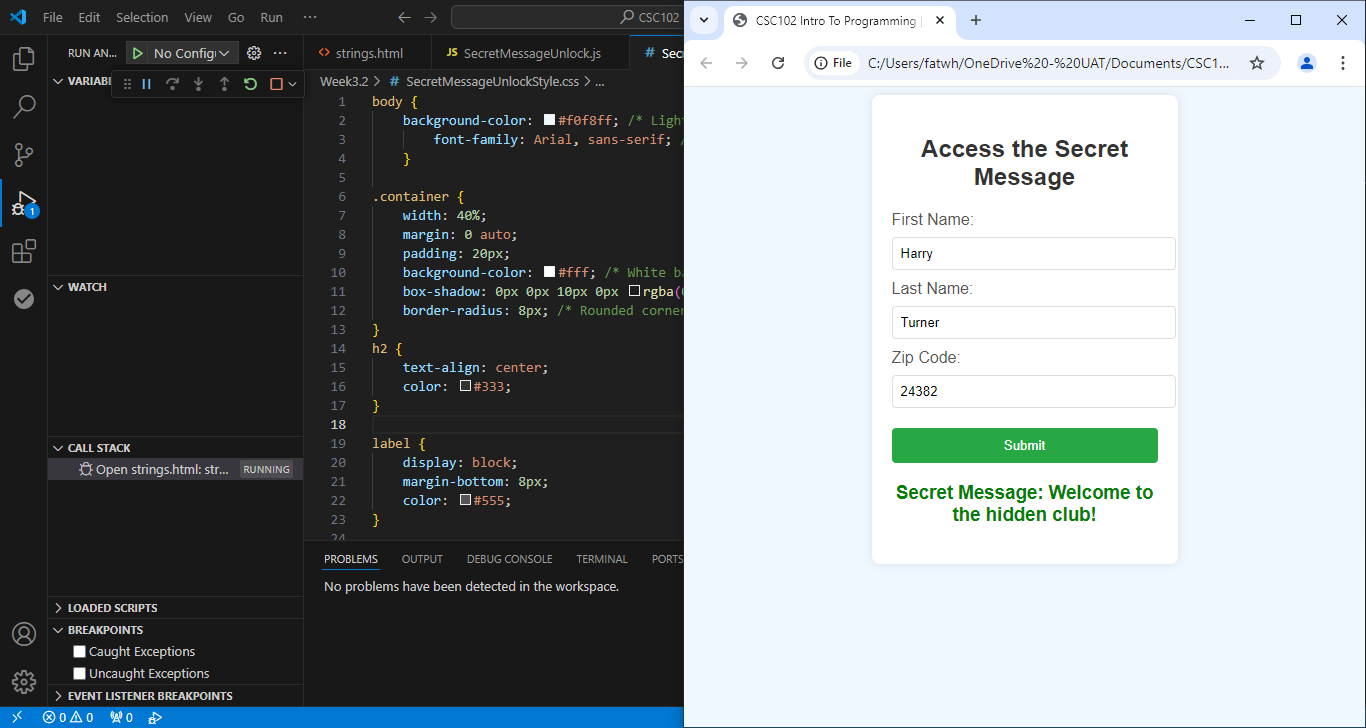 File Edit Selection View Go Run ··· CSC102
RUN AN... No Config
VARIABL
WATCH
CALL STACK
Open strings.html: str... RUNNING
LOADED SCRIPTS
BREAKPOINTS
Caught Exceptions
Uncaught Exceptions
EVENT LISTENER BREAKPOINTS
1
<> strings.html JS SecretMessageUnlock.js # Sec
Week3.2 > # SecretMessageUnlockStyle.css > ...
1 body {
2 background-color: #f0f8ff; /* Ligh
3 font-family: Arial, sans-serif; /
4 }
5
6 .container {
7 width: 40%;
8 margin: 0 auto;
9 padding: 20px;
10 background-color: #fff; /* White ba
11 box-shadow: 0px 0px 10px 0px rgba(
12 border-radius: 8px; /* Rounded corner
13 }
14 h2 {
15 text-align: center;
16 color: #333;
17 }
18
19 label {
20 display: block;
21 margin-bottom: 8px;
22 color: #555;
23 }
24
PROBLEMS OUTPUT DEBUG CONSOLE TERMINAL PORTS
No problems have been detected in the workspace.
0 0 0
CSC102 Intro To Programming |
File C:/Users/fatwh/OneDrive%20-%20UAT/Documents/CSC1...
Access the Secret
Message
First Name:
Harry
Last Name:
Turner
Zip Code:
24382
Submit
Secret Message: Welcome to
the hidden club!